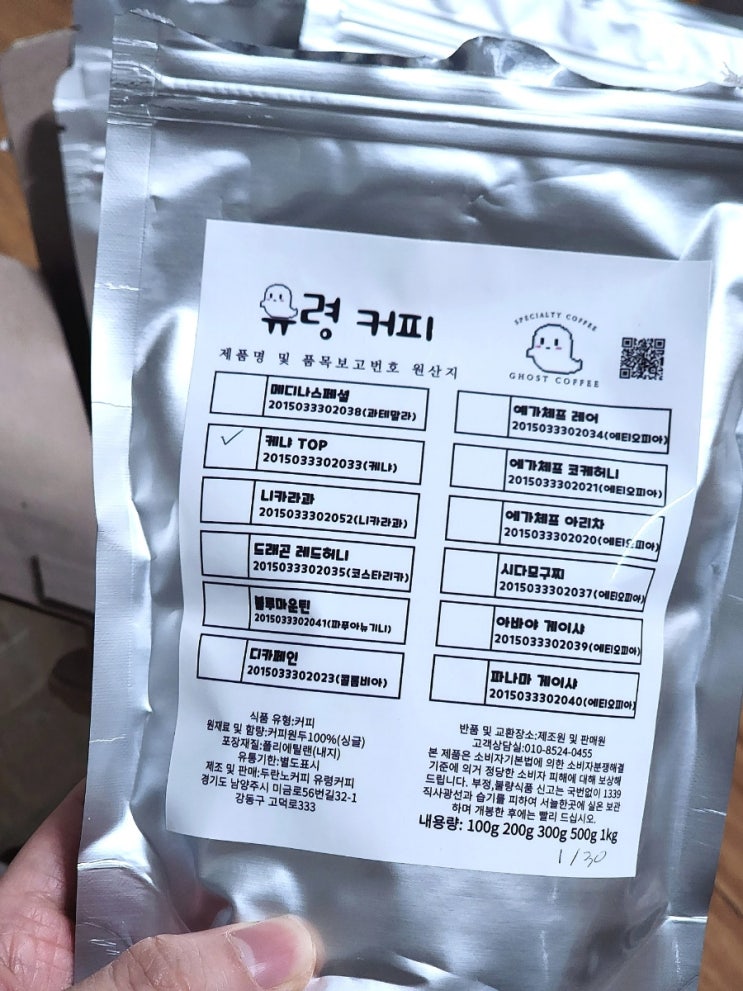 유령 커피
SPECIALTY COFFEE
GHOST COFFEE
제품명 및 품목보고번호 원산지
메디나스페셜
2015033302038(과테말라)
케냐 TOP
2015033302033(케냐)
니카라과
2015033302052(니카라과)
드래곤 레드허니
2015033302035(코스타리카)
블루마운틴
2015033302041(파푸아뉴기니)
디카페인
2015033302023(콜롬비아)
예가체프 레어
2015033302034(에티오피아)
예가체프 코케허니
2015033302021(에티오피아)
예가체프 아리차
2015033302020(에티오피아)
시다모구찌
2015033302037(에티오피아)
아바야 게이샤
2015033302039(에티오피아)
파나마 게이샤
2015033302040(에티오피아)
식품 유형:커피
원재료 및 함량:커피원두100%(싱글)
포장재질:폴리에틸랜(내지)
유통기한:별도표시
제조 및 판매:두란노커피 유령커피
경기도 남양주시 미금로56번길32-1
강동구 고덕로333
반품 및 교환장소:제조원 및 판매원
고객상담실:010-8524-0455
본 제품은 소비자기본법에 의한 소비자분쟁해결
기준에 의거 정당한 소비자 피해에 대해 보상해
드립니다. 부정,불량식품 신고는 국번없이 1339
직사광선과 습기를 피하여 서늘한곳에 실온 보관
하며 개봉한 후에는 빨리 드십시오.
내용량: 100g 200g 300g 500g 1kg
1/30